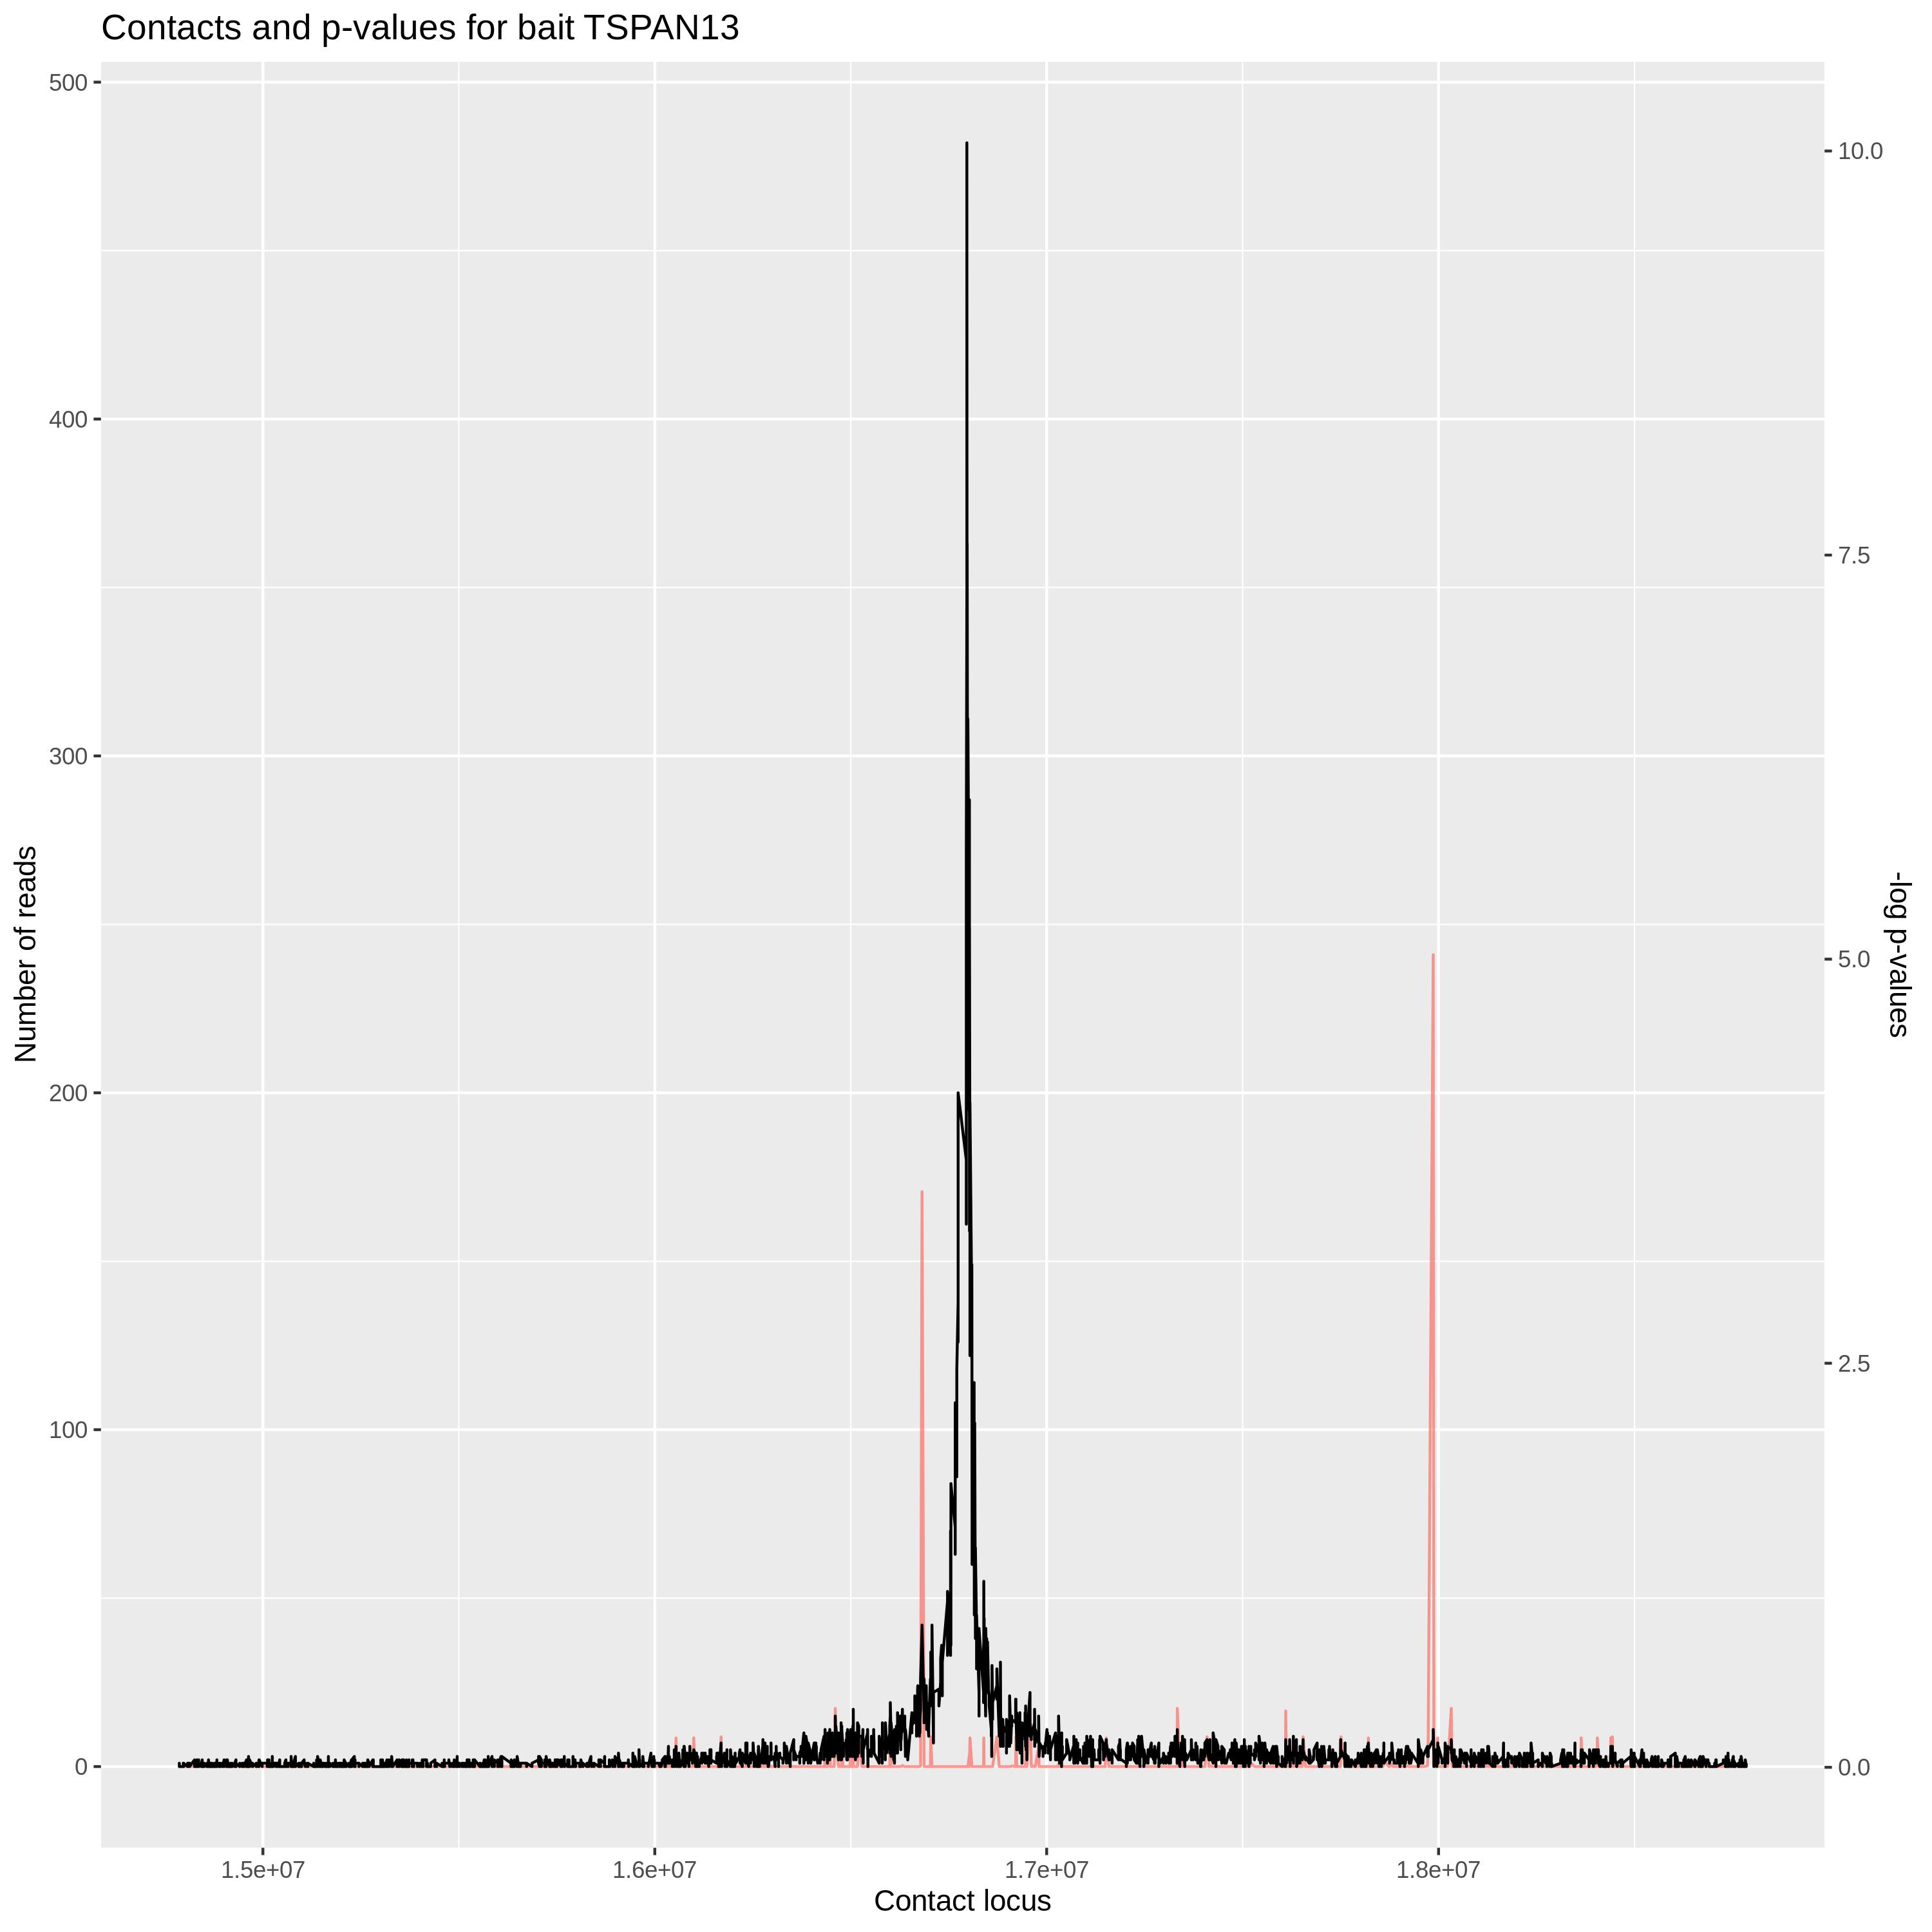 Contacts and p-values for bait TSPAN13
500
400
300
200
100
0
Number of reads
10.0
7.5
5.0
2.5
0.0
-log p-values
1.5e+07
1.6e+07
1.7e+07
1.8e+07
Contact locus